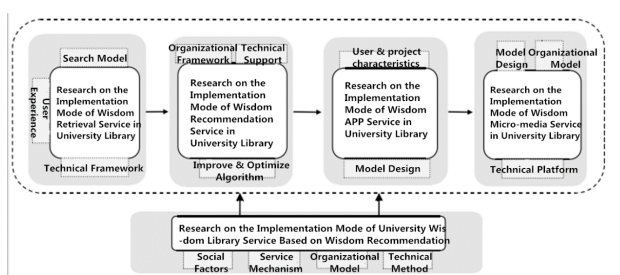 Search Model
User
Experience
Research on the
Implementation
Mode of Wisdom
Retrieval Service in
University Library
Technical Framework
Organizational
Framework
Technical
Support
Research on the
Implementation
Mode of Wisdom
Recommendation
Service in
University Library
Improve & Optimize
Algorithm
User & project
characteristics
Research on the
Implementation
Mode of Wisdom
APP Service in
University Library
Model Design
Model
Design
Organizational
Model
Research on the
Implementation
Mode of Wisdom
Micro-media Service
in University Library
Technical Platform
Research on the Implementation Mode of University Wis
-dom Library Service Based on Wisdom Recommendation
Social
Factors
Service
Mechanism
Organizational
Model
Technical
Method